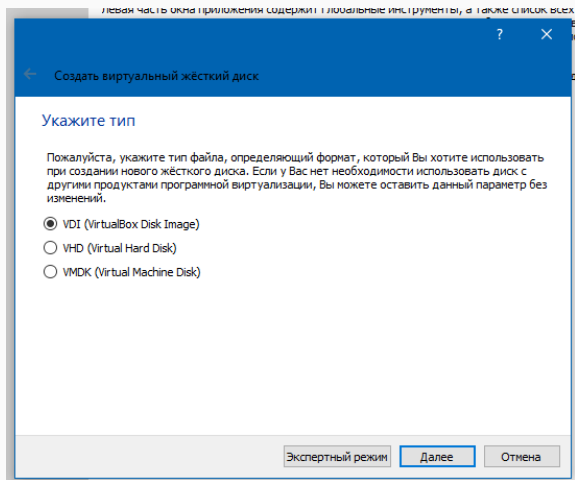 левая часть окна приложения содержит глобальные инструменты, а также список всех
?
Создать виртуальный жёсткий диск
Укажите тип
Пожалуйста, укажите тип файла, определяющий формат, который Вы хотите использовать
при создании нового жёсткого диска. Если у Вас нет необходимости использовать диск с
другими продуктами программной виртуализации, Вы можете оставить данный параметр без
изменений.
VDI (VirtualBox Disk Image)
VHD (Virtual Hard Disk)
VMDK (Virtual Machine Disk)
Экспертный режим Далее Отмена